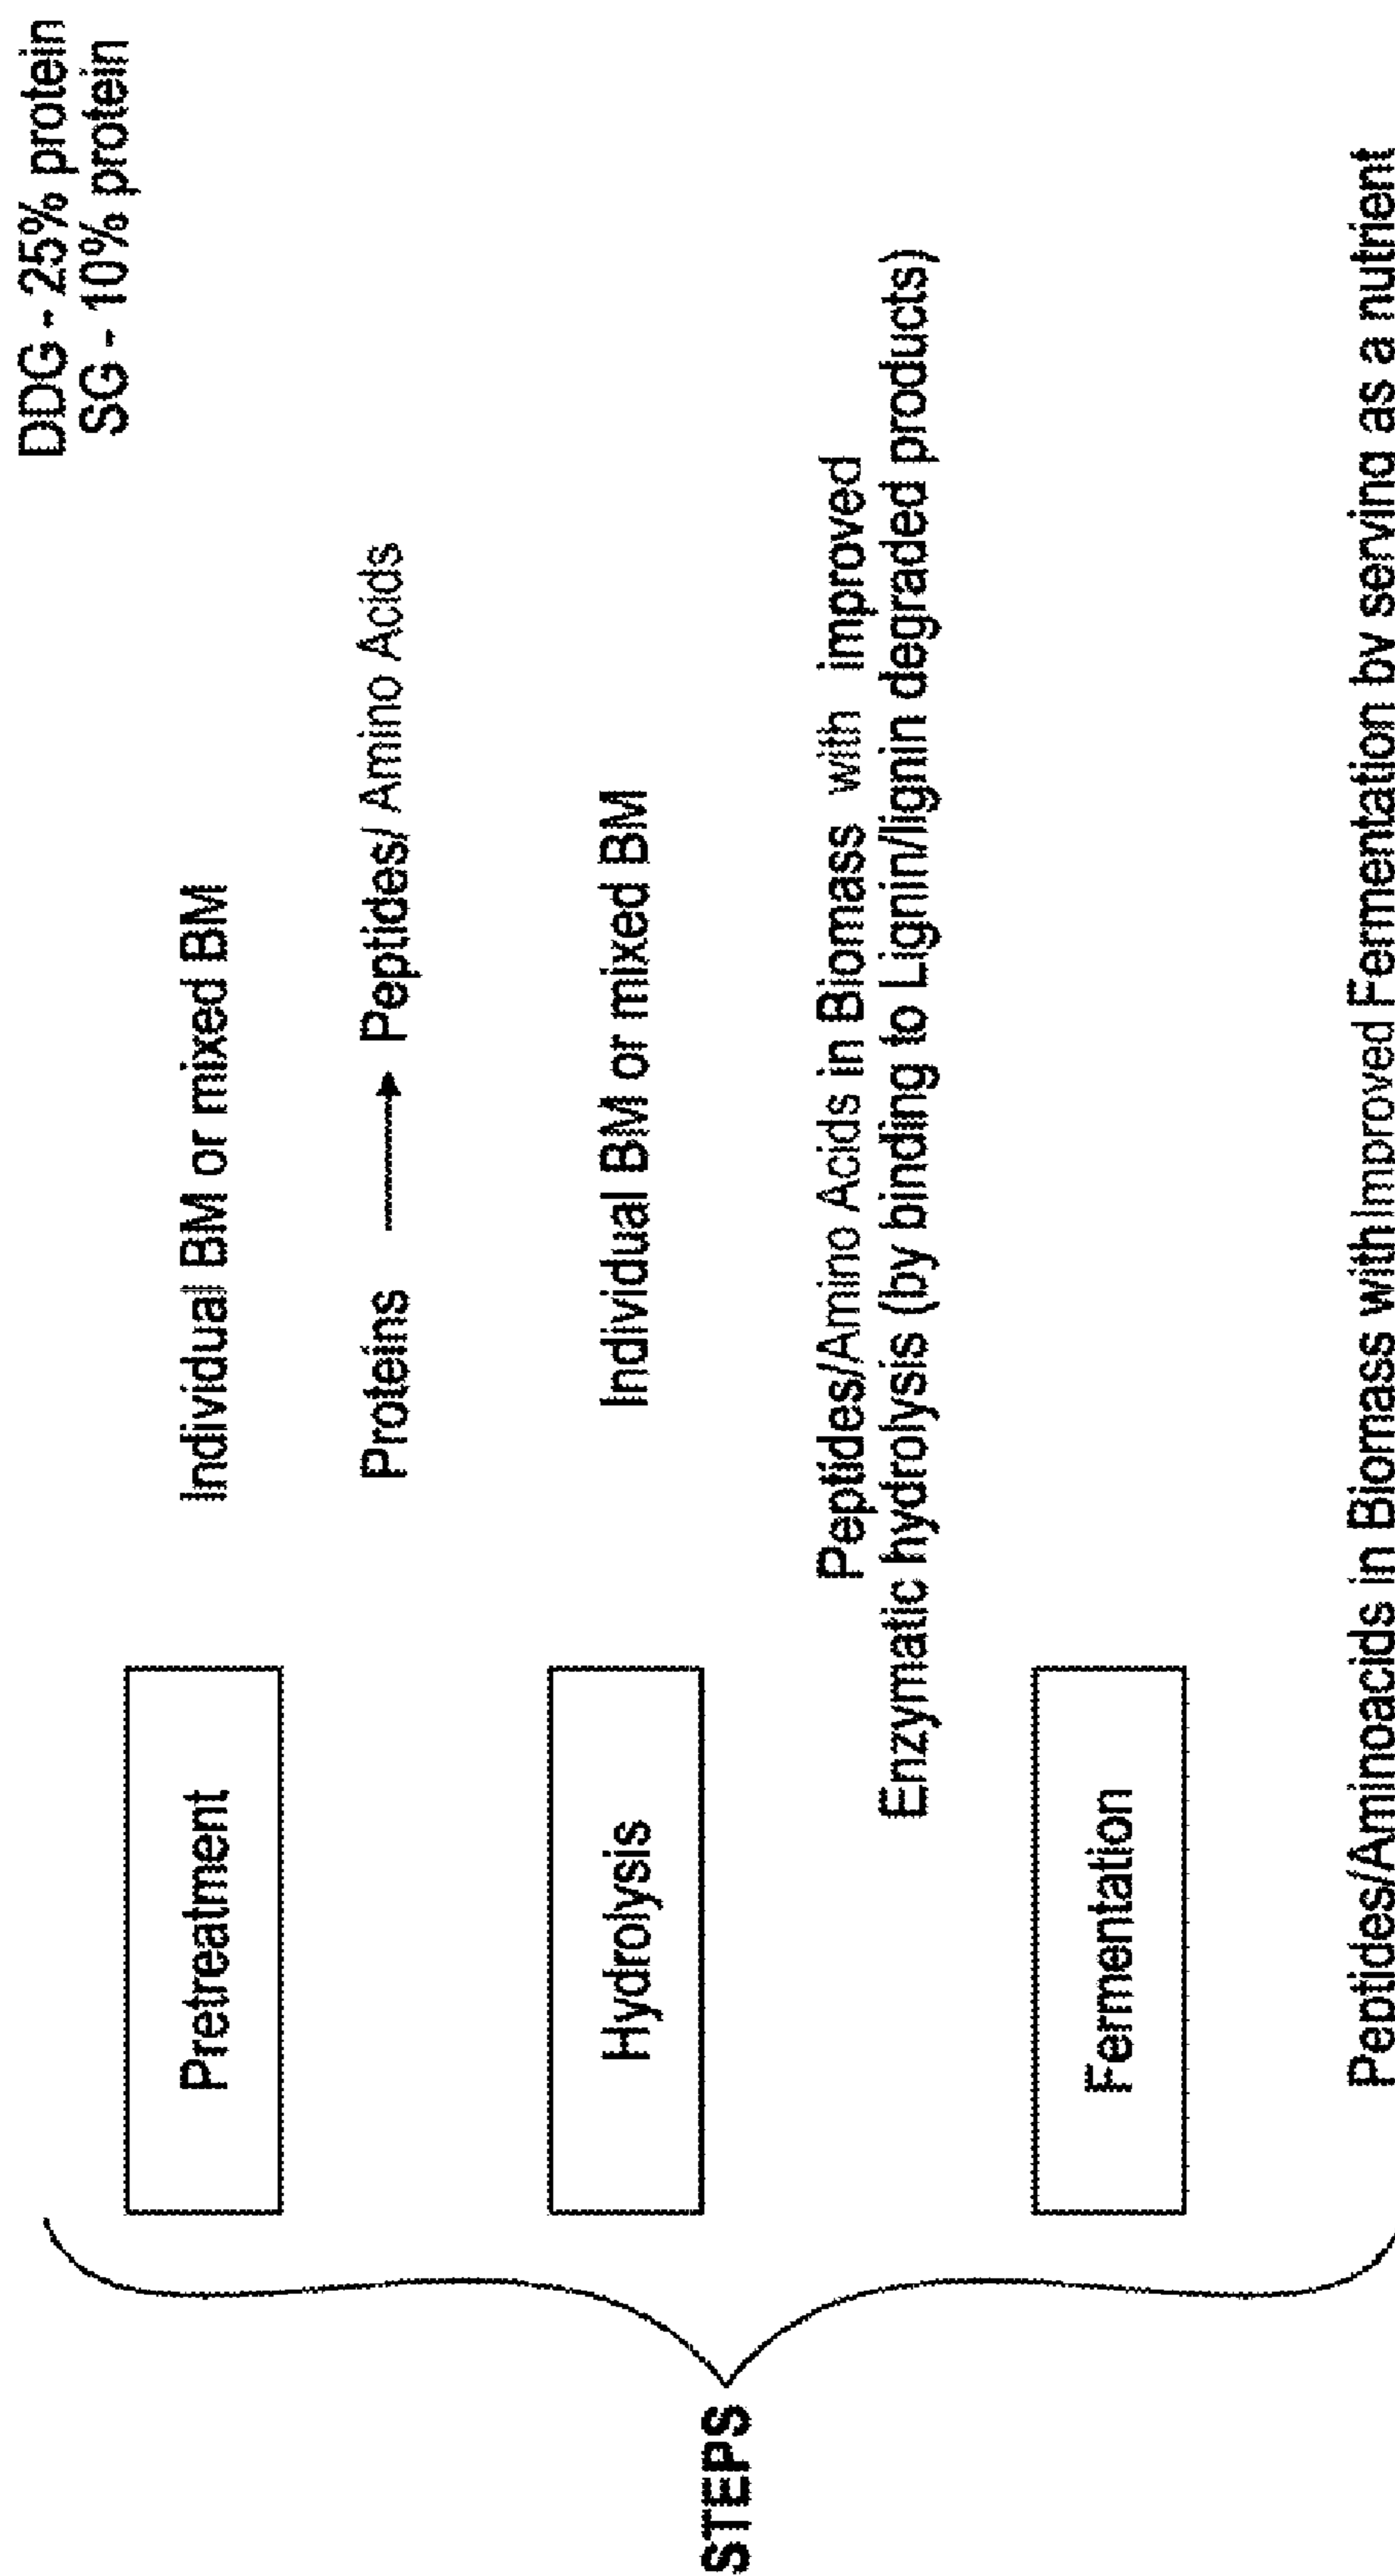 DDG - 25% protein
SG - 10% protein
STEPS
Pretreatment
Individual BM or mixed BM
Proteins → Peptides/ Amino Acids
Hydrolysis
Individual BM or mixed BM
Peptides/Amino Acids in Biomass with improved
Enzymatic hydrolysis (by binding to Lignin/lignin degraded products)
Fermentation
Peptides/Aminoacids in Biomass with Improved Fermentation by serving as a nutrient